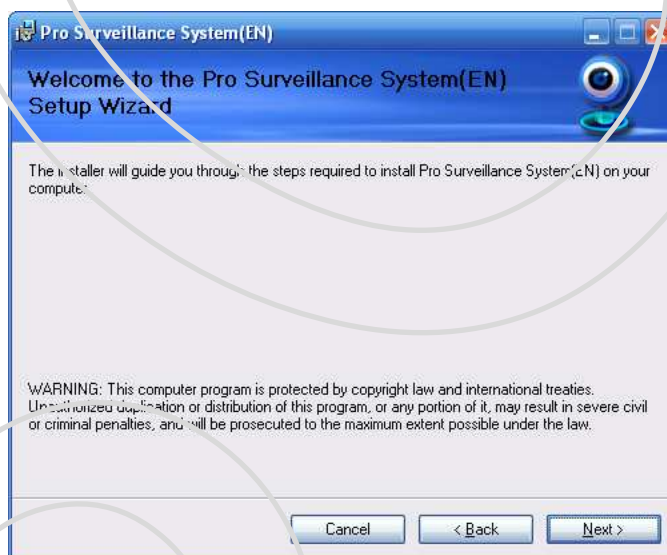 Pro Surveillance System(EN)
Welcome to the Pro Surveillance System(EN)
Setup Wizard
The installer will guide you through the steps required to install Pro Surveillance System(EN) on your
computer.
WARNING: This computer program is protected by copyright law and international treaties.
Unauthorized duplication or distribution of this program, or any portion of it, may result in severe civil
or criminal penalties, and will be prosecuted to the maximum extent possible under the law.
Cancel
< Back
Next >